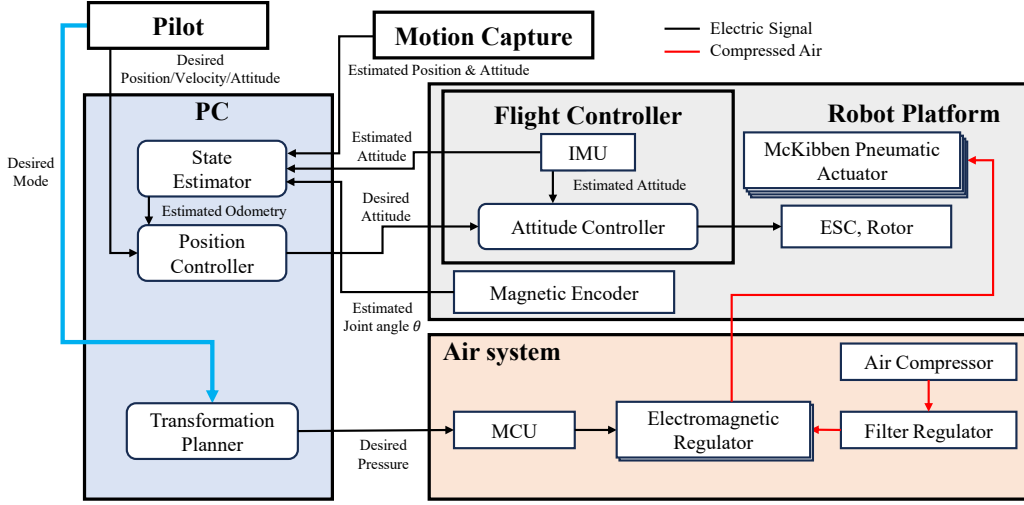 Pilot
Motion Capture
Electric Signal
Compressed Air
Desired
Position/Velocity/Attitude
Estimated Position & Attitude
PC
Flight Controller
Robot Platform
Desired
Mode
State
Estimator
Estimated
Attitude
IMU
McKibben Pneumatic
Actuator
Estimated Attitude
Estimated Odometry
Desired
Attitude
Position
Controller
Attitude Controller
ESC, Rotor
Magnetic Encoder
Estimated
Joint angle θ
Air system
Air Compressor
Transformation
Planner
MCU
Electromagnetic
Regulator
Filter Regulator
Desired
Pressure